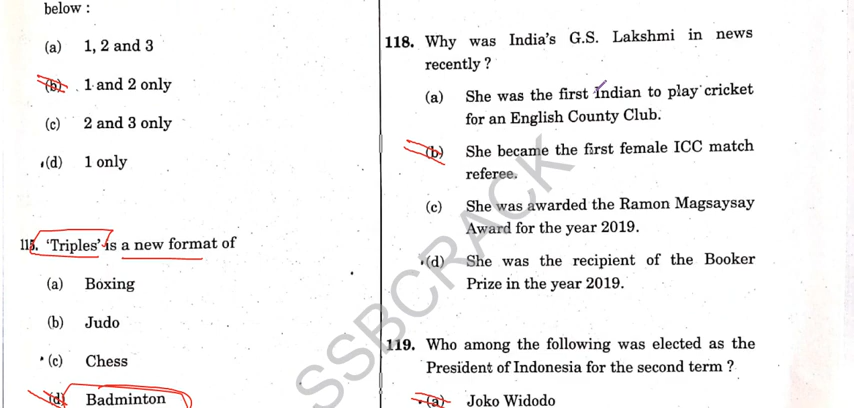 below :
(a) 1, 2 and 3
(b) 1 and 2 only
(c) 2 and 3 only
(d) 1 only
115. 'Triples' is a new format of
(a) Boxing
(b) Judo
(c) Chess
(d) Badminton
118. Why was India's G.S. Lakshmi in news
recently ?
(a) She was the first Indian to play cricket
for an English County Club.
(b) She became the first female ICC match
referee.
(c) She was awarded the Ramon Magsaysay
Award for the year 2019.
(d) She was the recipient of the Booker
Prize in the year 2019.
119. Who among the following was elected as the
President of Indonesia for the second term ?
(a) Joko Widodo
SSBCRACK